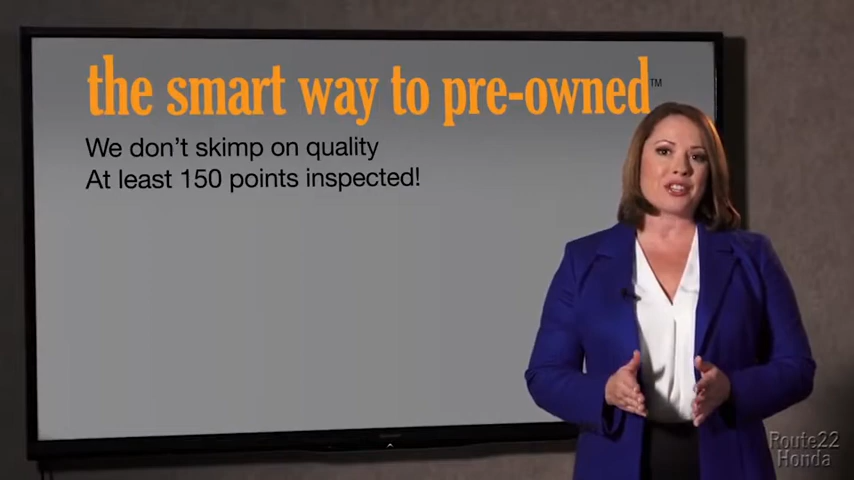 the smart way to pre-owned™
We don't skimp on quality
At least 150 points inspected!
Route22
Honda